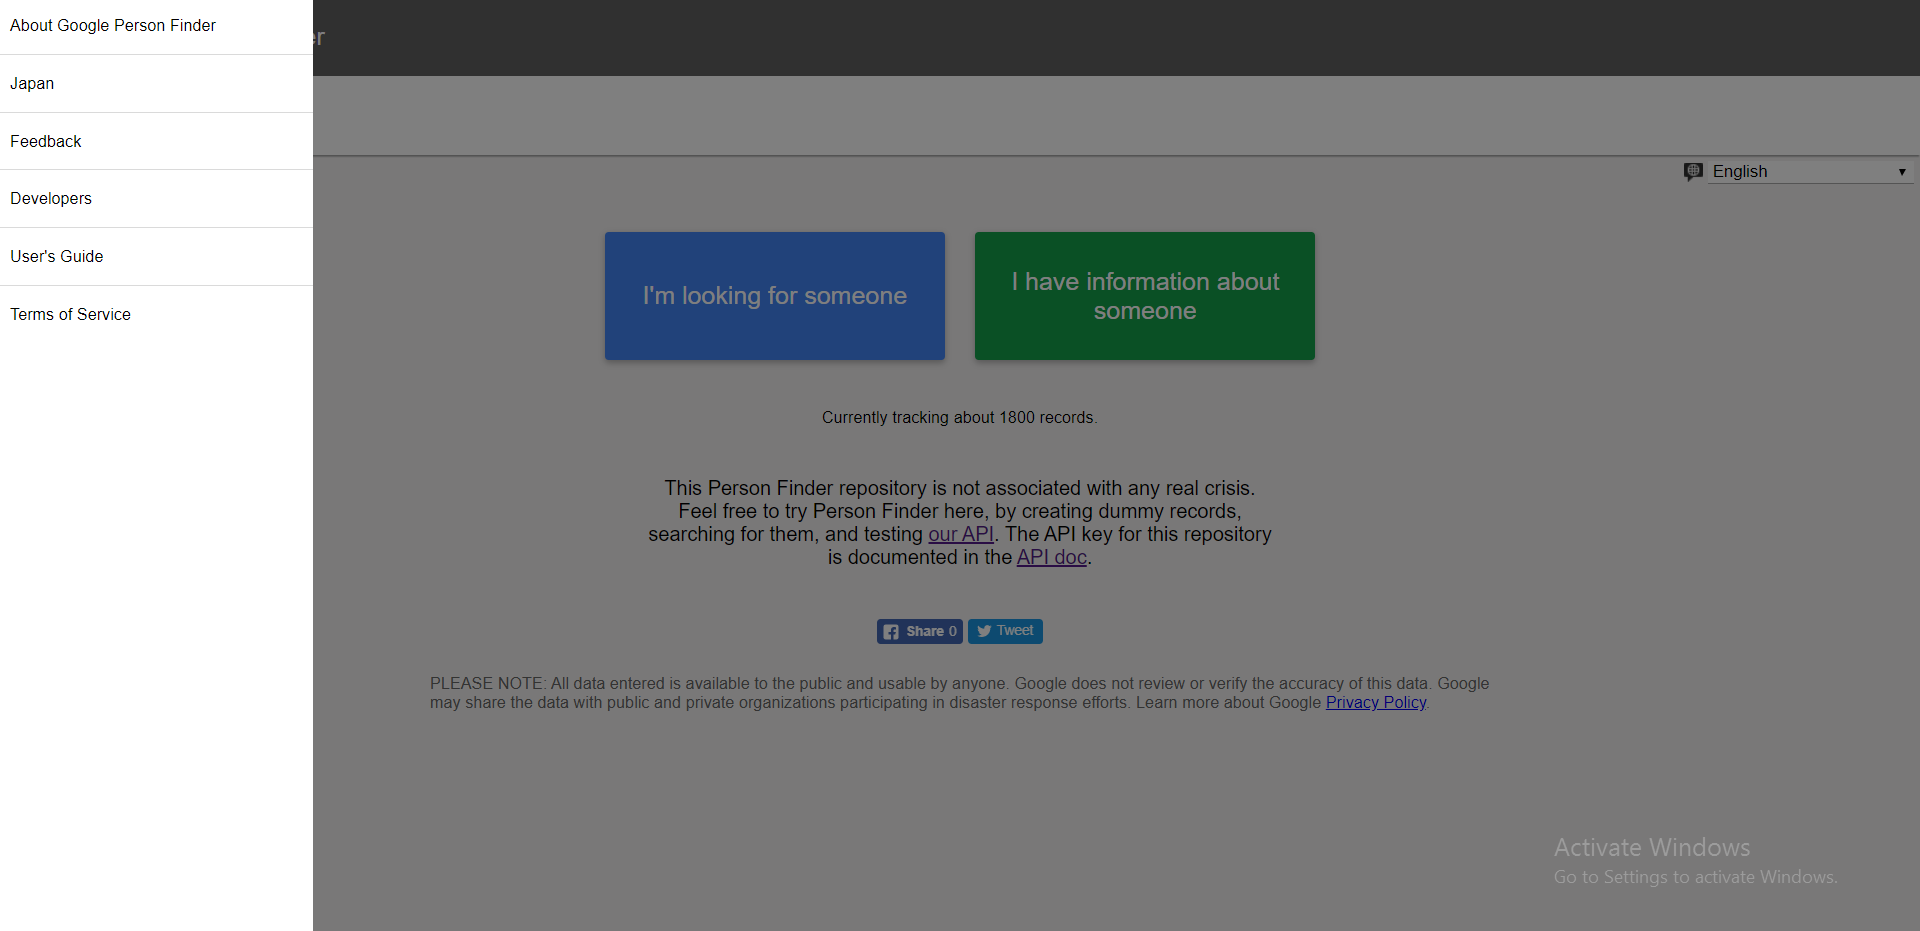 About Google Person Finder
Japan
Feedback
Developers
User's Guide
Terms of Service
English
I'm looking for someone
I have information about
someone
Currently tracking about 1800 records.
This Person Finder repository is not associated with any real crisis.
Feel free to try Person Finder here, by creating dummy records,
searching for them, and testing our API. The API key for this repository
is documented in the API doc.
Share 0
Tweet
PLEASE NOTE: All data entered is available to the public and usable by anyone. Google does not review or verify the accuracy of this data. Google
may share the data with public and private organizations participating in disaster response efforts. Learn more about Google Privacy Policy.
Activate Windows
Go to Settings to activate Windows.